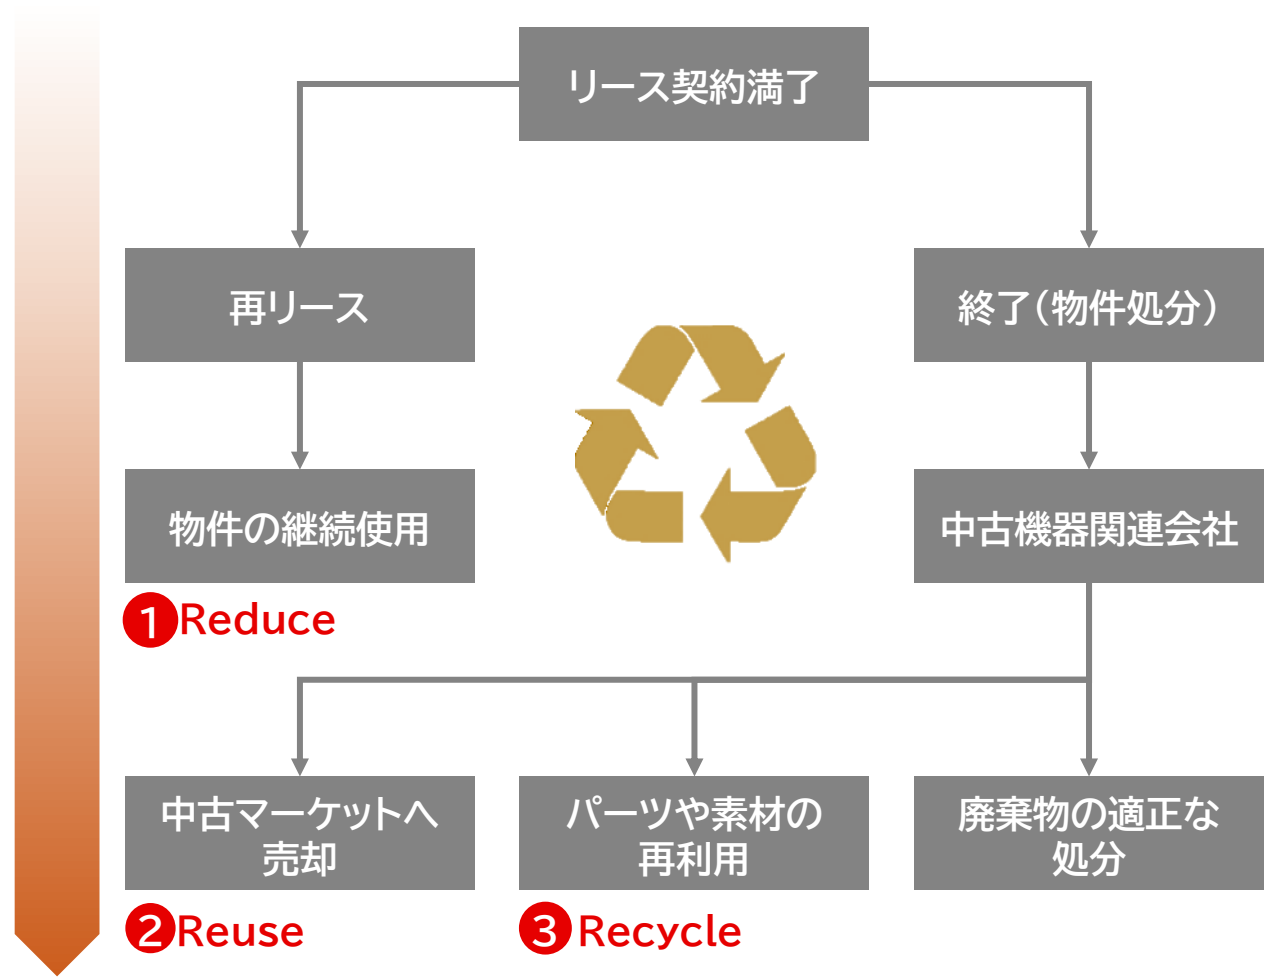 リース契約満了
再リース
終了(物件処分)
物件の継続使用
中古機器関連会社
1Reduce
中古マーケットへ
売却
パーツや素材の
再利用
廃棄物の適正な
処分
2Reuse
3Recycle